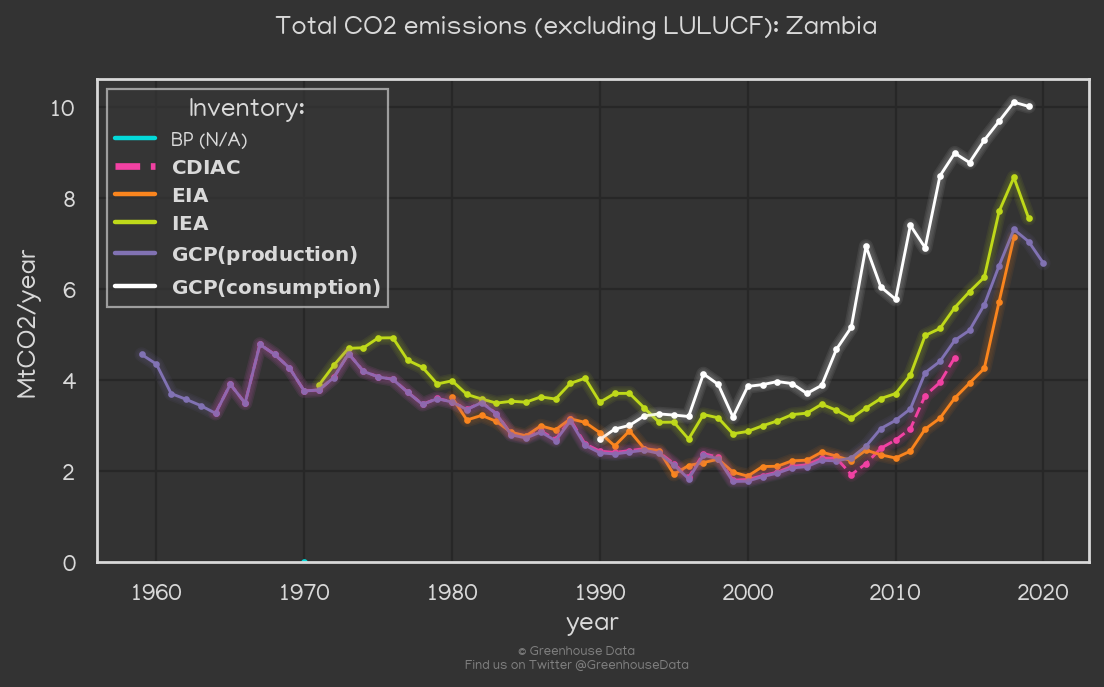 Total CO2 emissions (excluding LULUCF): Zambia
Inventory:
BP (N/A)
CDIAC
EIA
IEA
GCP(production)
GCP(consumption)
MtCO2/year
10
8
6
4
2
0
1960 1970 1980 1990 2000 2010 2020
year
© Greenhouse Data
Find us on Twitter @GreenhouseData